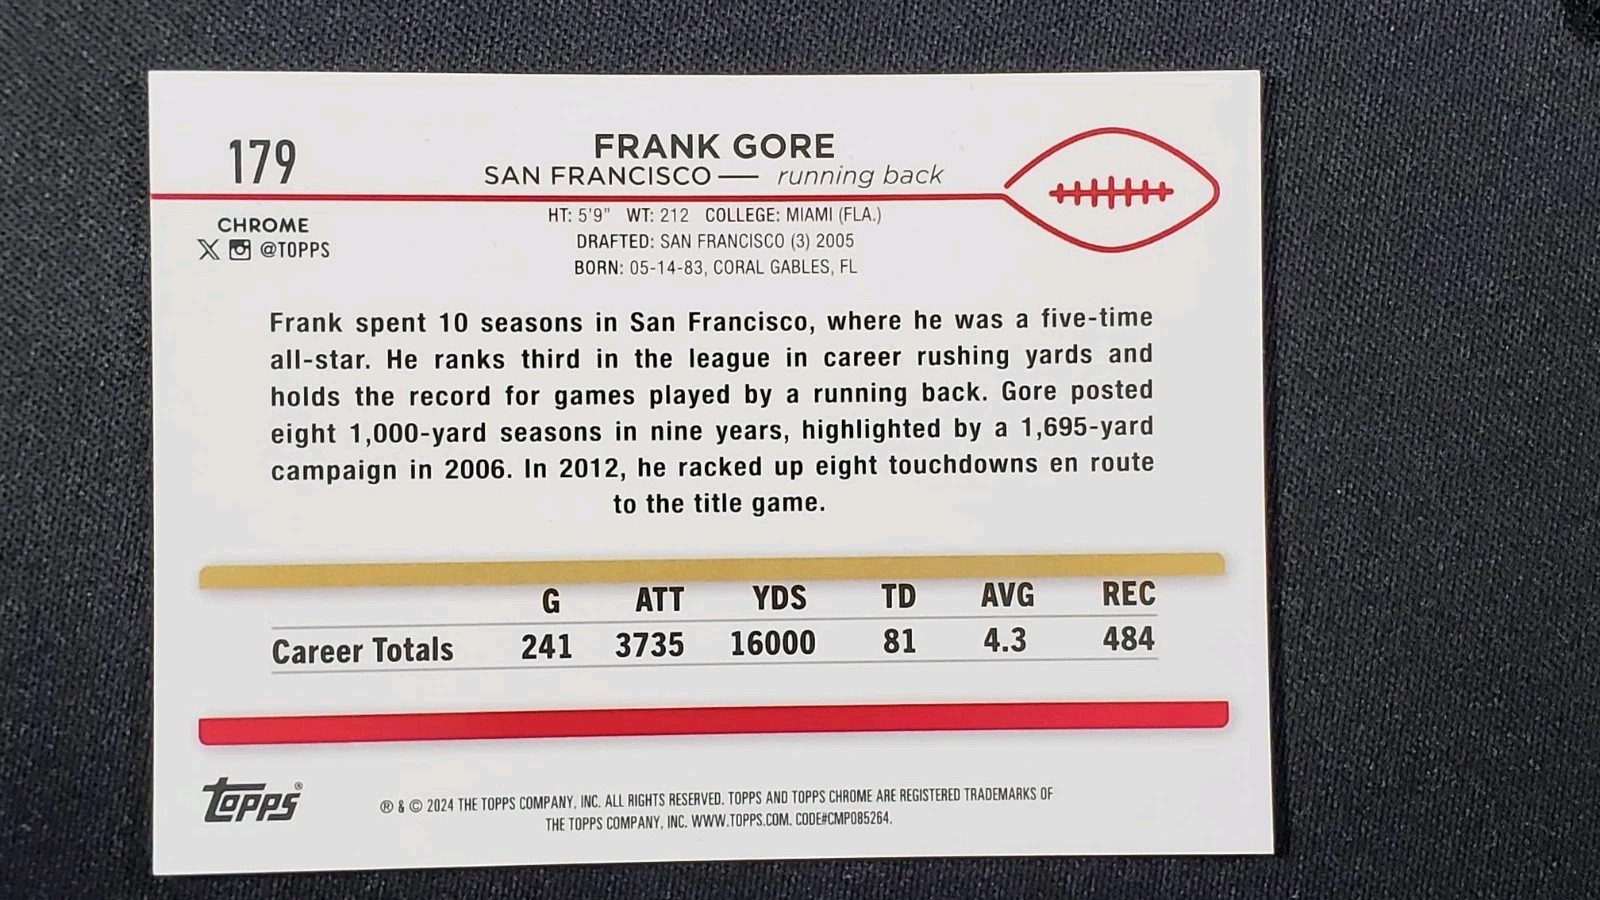 179
FRANK GORE
SAN FRANCISCO — running back
CHROME
X @TOPPS
HT: 5'9" WT: 212 COLLEGE: MIAMI (FLA.)
DRAFTED: SAN FRANCISCO (3) 2005
BORN: 05-14-83, CORAL GABLES, FL
Frank spent 10 seasons in San Francisco, where he was a five-time
all-star. He ranks third in the league in career rushing yards and
holds the record for games played by a running back. Gore posted
eight 1,000-yard seasons in nine years, highlighted by a 1,695-yard
campaign in 2006. In 2012, he racked up eight touchdowns en route
to the title game.
G ATT YDS TD AVG REC
Career Totals 241 3735 16000 81 4.3 484
topps®
® & © 2024 THE TOPPS COMPANY, INC. ALL RIGHTS RESERVED. TOPPS AND TOPPS CHROME ARE REGISTERED TRADEMARKS OF
THE TOPPS COMPANY, INC. WWW.TOPPS.COM. CODE#CMP085264.